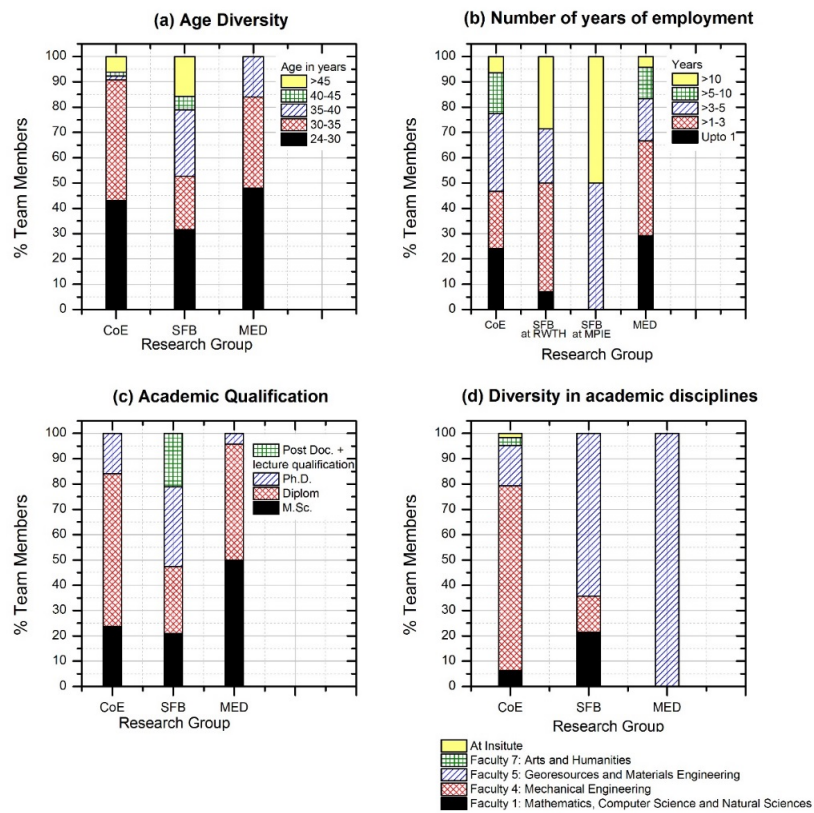 (a) Age Diversity
100
90
80
70
60
50
40
30
20
10
0
% Team Members
Age in years
>45
40-45
35-40
30-35
24-30
CoE SFB MED
Research Group
(b) Number of years of employment
100
90
80
70
60
50
40
30
20
10
0
% Team Members
Years
>10
>5-10
>3-5
>1-3
Upto 1
CoE SFB SFB MED
at RWTH at MPIE
Research Group
(c) Academic Qualification
100
90
80
70
60
50
40
30
20
10
0
% Team Members
Post Doc. +
lecture qualification
Ph.D.
Diplom
M.Sc.
CoE SFB MED
Research Group
(d) Diversity in academic disciplines
100
90
80
70
60
50
40
30
20
10
0
% Team Members
CoE SFB MED
Research Group
At Insitute
Faculty 7: Arts and Humanities
Faculty 5: Georesources and Materials Engineering
Faculty 4: Mechanical Engineering
Faculty 1: Mathematics, Computer Science and Natural Sciences